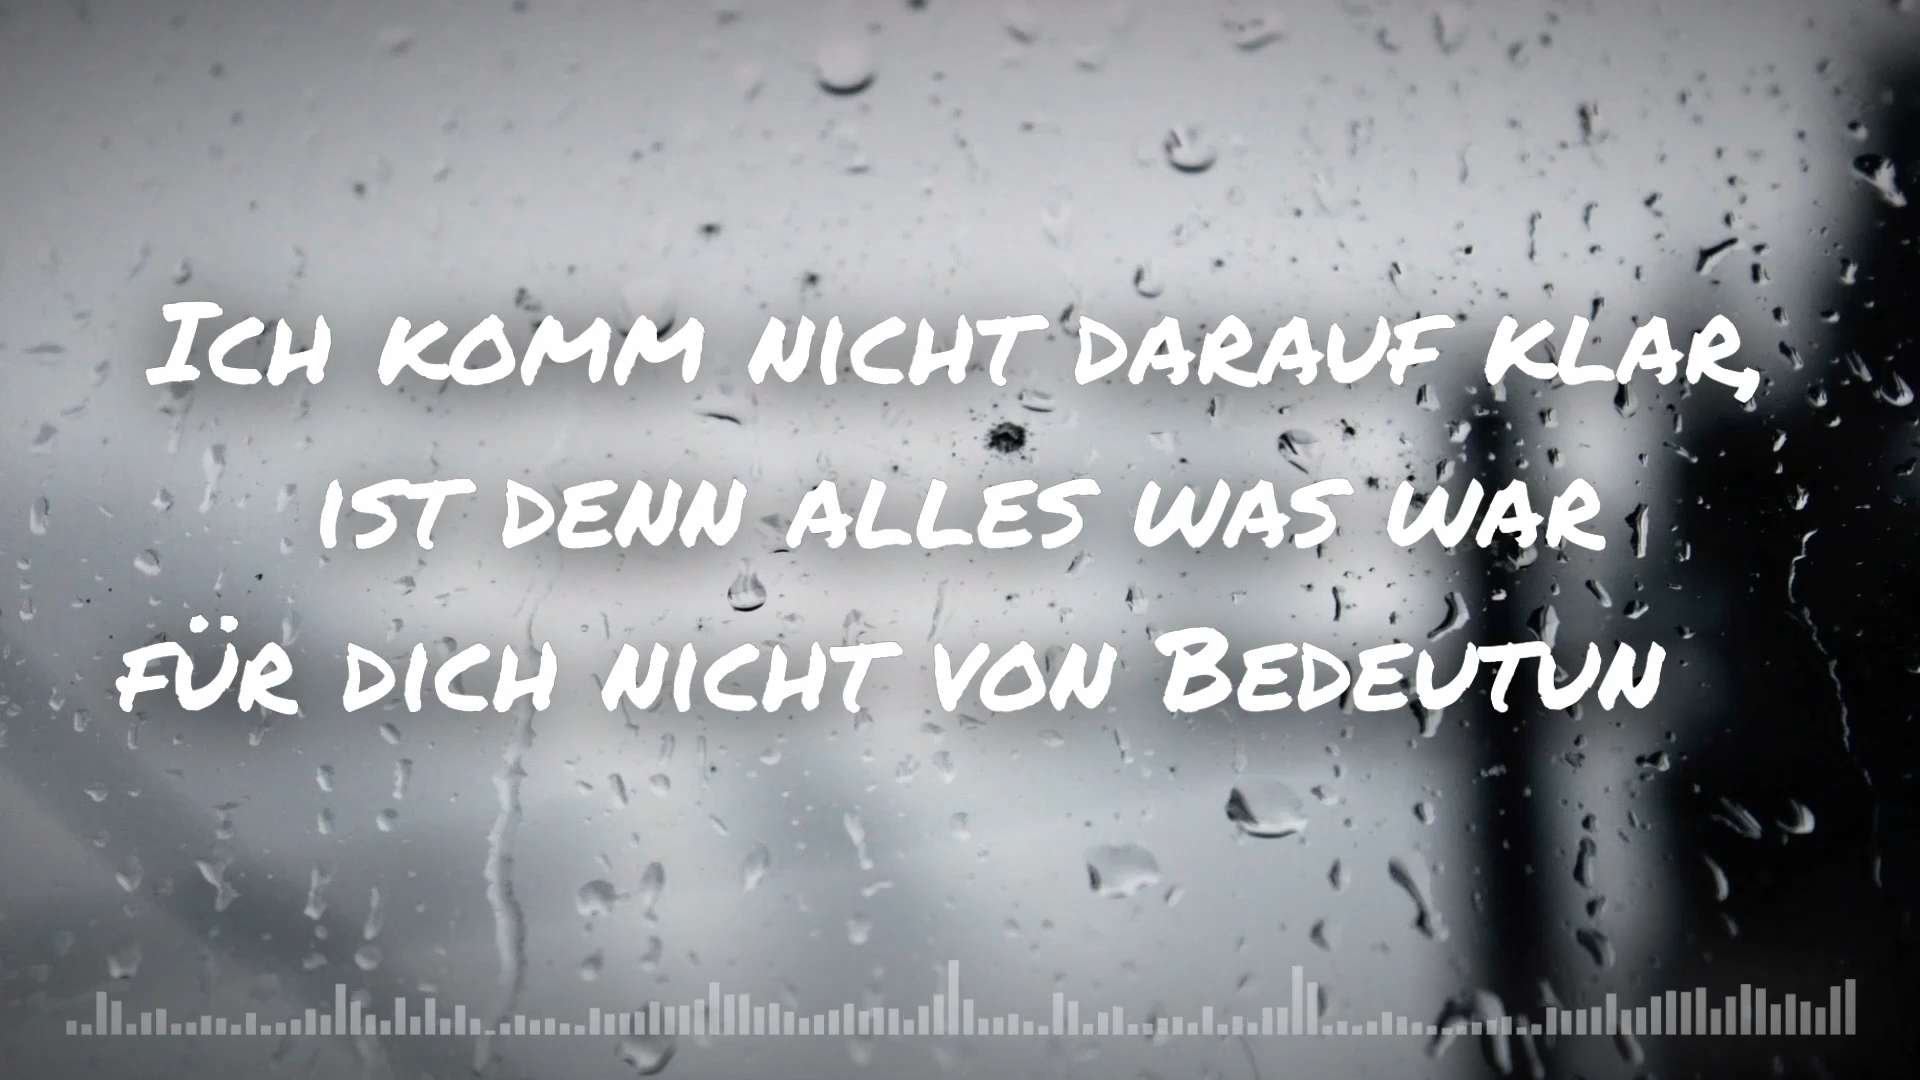 Ich komm nicht darauf klar,
ist denn alles was war
für dich nicht von Bedeutun